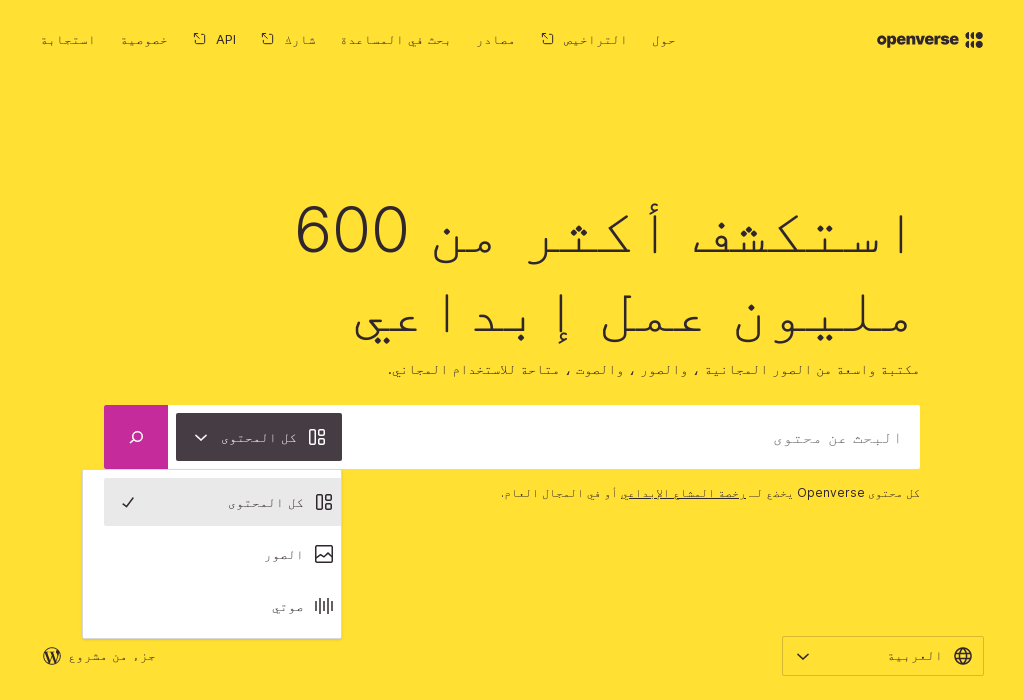 openverse
حول
التراخيص
مصادر
بحث في المساعدة
شارك
API
خصوصية
استجابة
استكشف أكثر من 600
مليون عمل إبداعي
مكتبة واسعة من الصور المجانية ، والصور ، والصوت ، متاحة للاستخدام المجاني.
البحث عن محتوى
كل المحتوى
كل محتوى Openverse يخضع لـ رخصة المشاع الإبداعي أو في المجال العام.
كل المحتوى
الصور
صوتي
العربية
جزء من مشروع